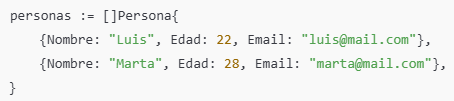 personas := []Persona{
    {Nombre: "Luis", Edad: 22, Email: "luis@mail.com"},
    {Nombre: "Marta", Edad: 28, Email: "marta@mail.com"},
}